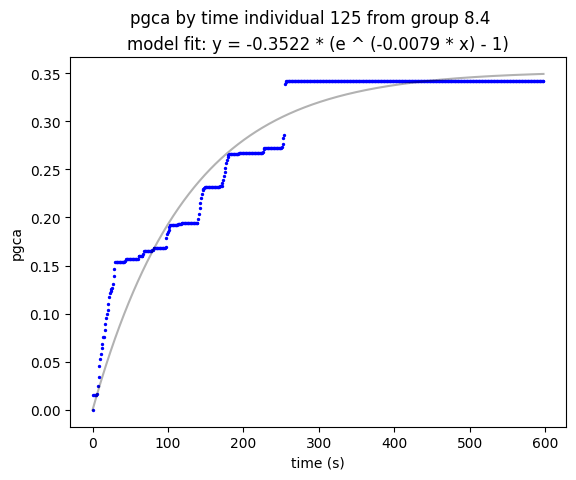 pgca by time individual 125 from group 8.4
model fit: y = -0.3522 * (e ^ (-0.0079 * x) - 1)
0.35
0.30
0.25
0.20
0.15
0.10
0.05
0.00
pgca
0 100 200 300 400 500 600
time (s)